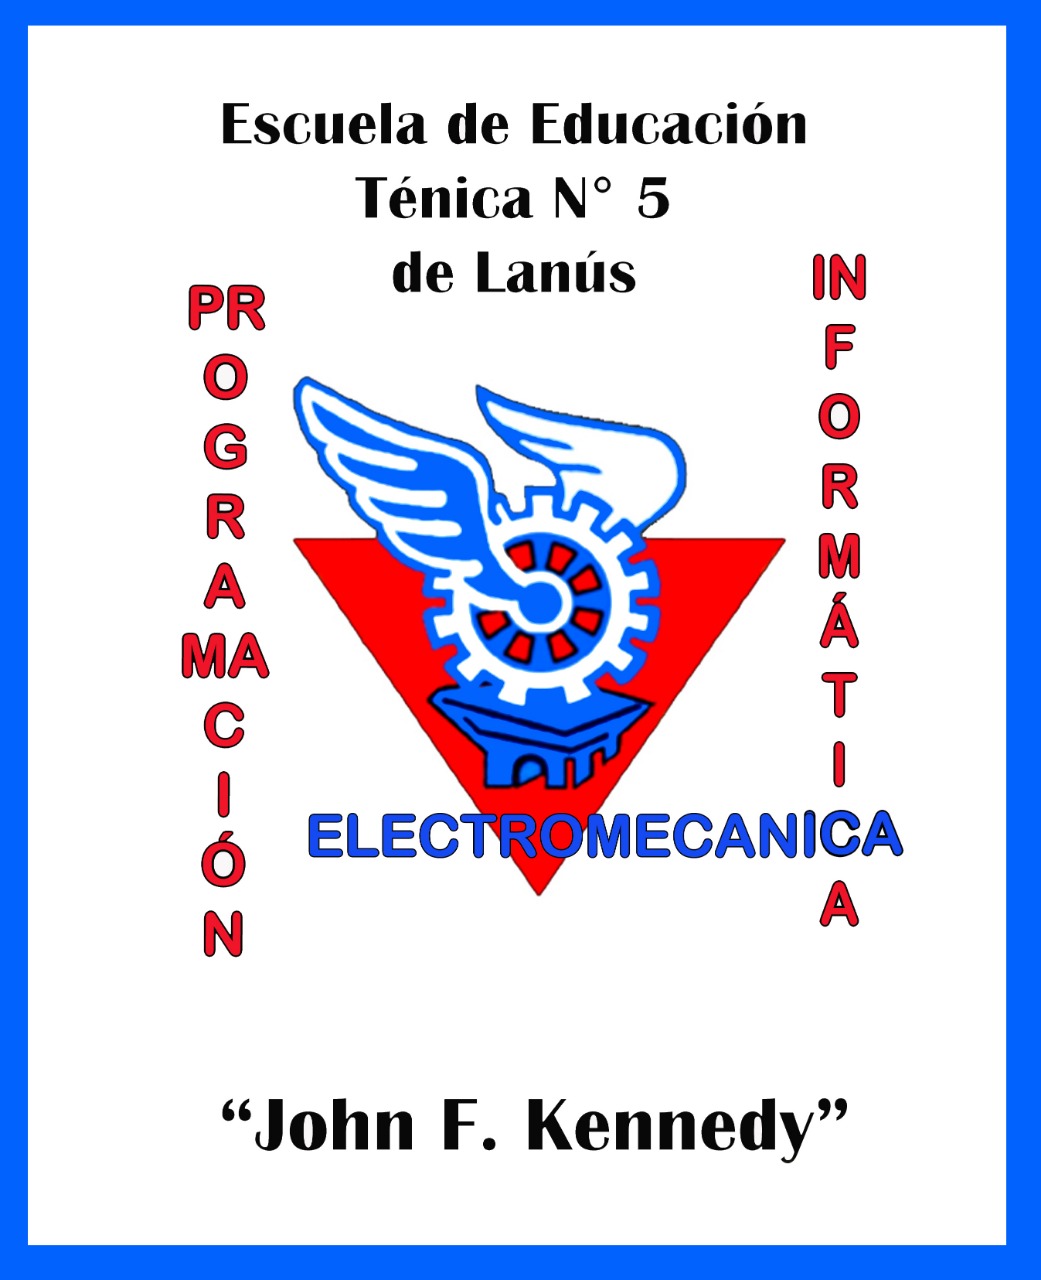 Escuela de Educación
Ténica N° 5
de Lanús
PROGRAMACIÓN
INFORMÁTICA
ELECTROMECANICA
“John F. Kennedy”